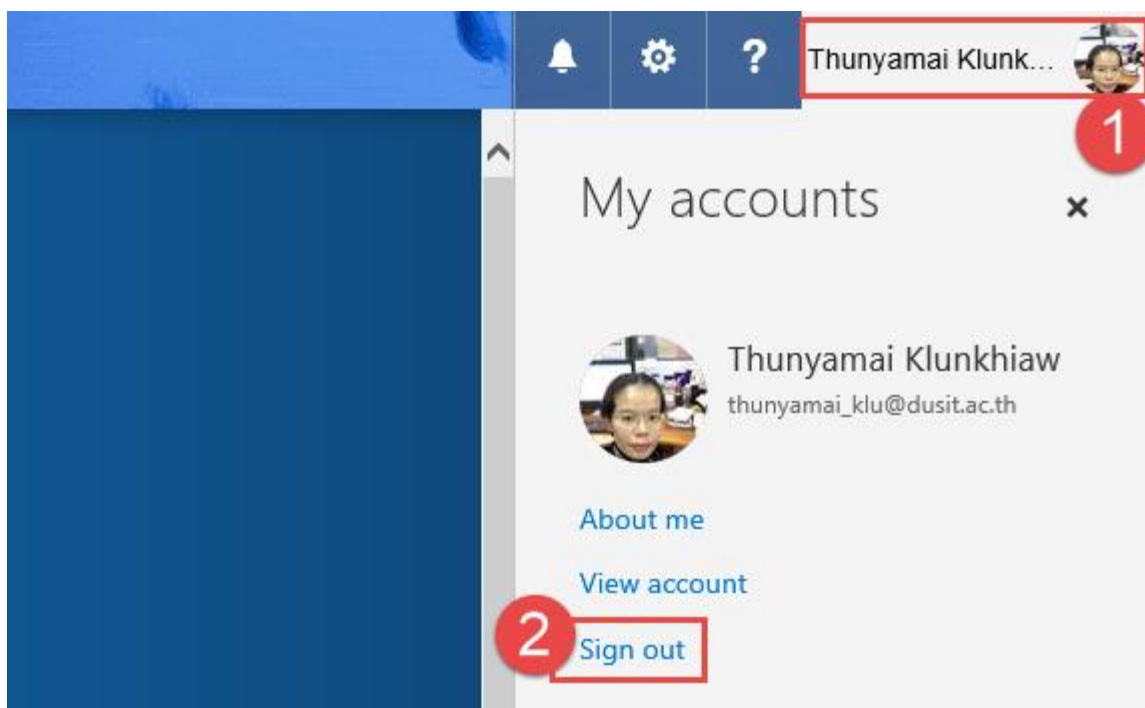 ? Thunyamai Klunk...
1
My accounts
Thunyamai Klunkhiaw
thunyamai_klu@dusit.ac.th
About me
View account
2 Sign out